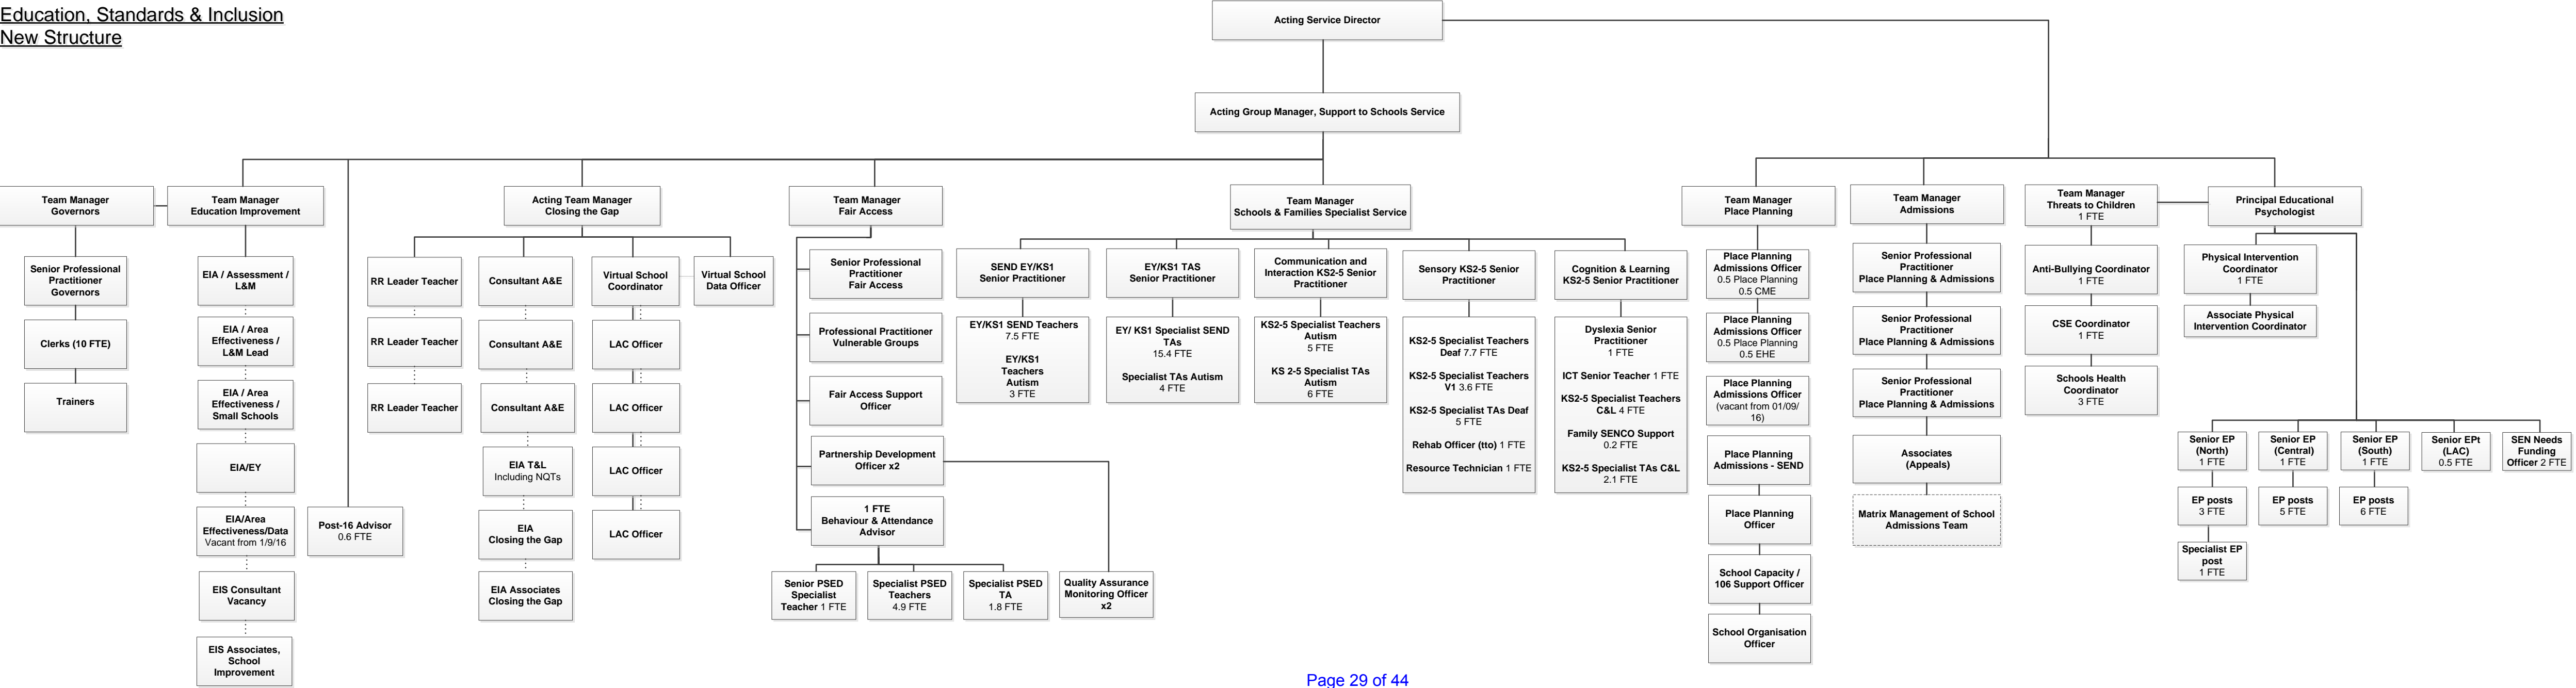 Education, Standards & Inclusion
New Structure
Acting Service Director
Acting Group Manager, Support to Schools Service
Team Manager
Governors
Team Manager
Education Improvement
Acting Team Manager
Closing the Gap
Team Manager
Fair Access
Team Manager
Schools & Families Specialist Service
Team Manager
Place Planning
Team Manager
Admissions
Team Manager
Threats to Children
1 FTE
Principal Educational
Psychologist
Senior Professional
Practitioner
Governors
Clerks (10 FTE)
Trainers
EIA / Assessment /
L&M
EIA / Area
Effectiveness /
L&M Lead
EIA / Area
Effectiveness /
Small Schools
EIA/EY
EIA/Area
Effectiveness/Data
Vacant from 1/9/16
EIS Consultant
Vacancy
EIS Associates,
School
Improvement
Post-16 Advisor
0.6 FTE
RR Leader Teacher
RR Leader Teacher
RR Leader Teacher
Consultant A&E
Consultant A&E
Consultant A&E
EIA T&L
Including NQTs
EIA
Closing the Gap
EIA Associates
Closing the Gap
Virtual School
Coordinator
LAC Officer
LAC Officer
LAC Officer
LAC Officer
Virtual School
Data Officer
Senior Professional
Practitioner
Fair Access
Professional Practitioner
Vulnerable Groups
Fair Access Support
Officer
Partnership Development
Officer x2
1 FTE
Behaviour & Attendance
Advisor
Senior PSED
Specialist
Teacher 1 FTE
Specialist PSED
Teachers
4.9 FTE
Specialist PSED
TA
1.8 FTE
Quality Assurance
Monitoring Officer
x2
SEND EY/KS1
Senior Practitioner
EY/KS1 SEND Teachers
7.5 FTE
EY/KS1
Teachers
Autism
3 FTE
EY/KS1 TAS
Senior Practitioner
EY/ KS1 Specialist SEND
TAs
15.4 FTE
Specialist TAs Autism
4 FTE
Communication and
Interaction KS2-5 Senior
Practitioner
KS2-5 Specialist Teachers
Autism
5 FTE
KS 2-5 Specialist TAs
Autism
6 FTE
Sensory KS2-5 Senior
Practitioner
KS2-5 Specialist Teachers
Deaf 7.7 FTE
KS2-5 Specialist Teachers
V1 3.6 FTE
KS2-5 Specialist TAs Deaf
5 FTE
Rehab Officer (tto) 1 FTE
Resource Technician 1 FTE
Cognition & Learning
KS2-5 Senior Practitioner
Dyslexia Senior
Practitioner
1 FTE
ICT Senior Teacher 1 FTE
KS2-5 Specialist Teachers
C&L 4 FTE
Family SENCO Support
0.2 FTE
KS2-5 Specialist TAs C&L
2.1 FTE
Place Planning
Admissions Officer
0.5 Place Planning
0.5 CME
Place Planning
Admissions Officer
0.5 Place Planning
0.5 EHE
Place Planning
Admissions Officer
(vacant from 01/09/
16)
Place Planning
Admissions - SEND
Place Planning
Officer
School Capacity /
106 Support Officer
School Organisation
Officer
Senior Professional
Practitioner
Place Planning & Admissions
Senior Professional
Practitioner
Place Planning & Admissions
Senior Professional
Practitioner
Place Planning & Admissions
Associates
(Appeals)
Matrix Management of School
Admissions Team
Anti-Bullying Coordinator
1 FTE
CSE Coordinator
1 FTE
Schools Health
Coordinator
3 FTE
Physical Intervention
Coordinator
1 FTE
Associate Physical
Intervention Coordinator
Senior EP
(North)
1 FTE
EP posts
3 FTE
Specialist EP
post
1 FTE
Senior EP
(Central)
1 FTE
EP posts
5 FTE
Senior EP
(South)
1 FTE
EP posts
6 FTE
Senior EPt
(LAC)
0.5 FTE
SEN Needs
Funding
Officer 2 FTE
Page 29 of 44